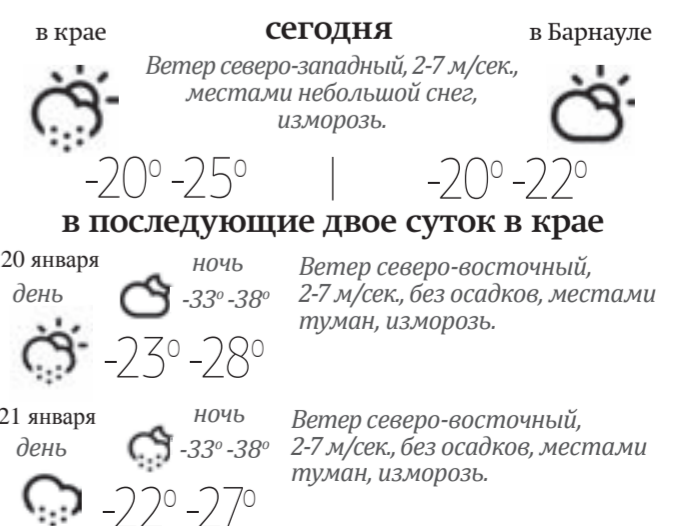 в крае сегодня в Барнауле
Ветер северо-западный, 2-7 м/сек.,
местами небольшой снег,
изморозь.
-20° -25° | -20° -22°
в последующие двое суток в крае
20 января ночь
день -33° -38°
-23° -28°
Ветер северо-восточный,
2-7 м/сек., без осадков, местами
туман, изморозь.
21 января ночь
день -33° -38°
-22° -27°
Ветер северо-восточный,
2-7 м/сек., без осадков, местами
туман, изморозь.